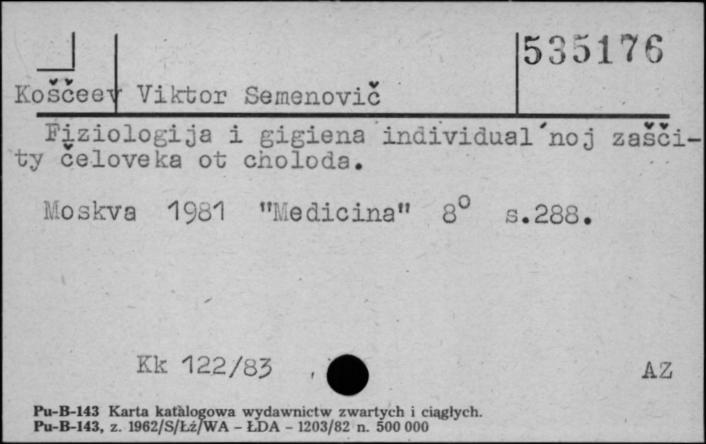 535176
Koščeev Viktor Semenovič
Fiziologija i gigiena individual'noj zašči-
ty čeloveka ot choloda.
Moskva 1981 "Medicina" 8° s.288.
Kk 122/83 AZ
Pu-B-143 Karta katalogowa wydawnictw zwartych i ciągłych.
Pu-B-143, z. 1962/S/Łź/WA - ŁDA - 1203/82 n. 500 000